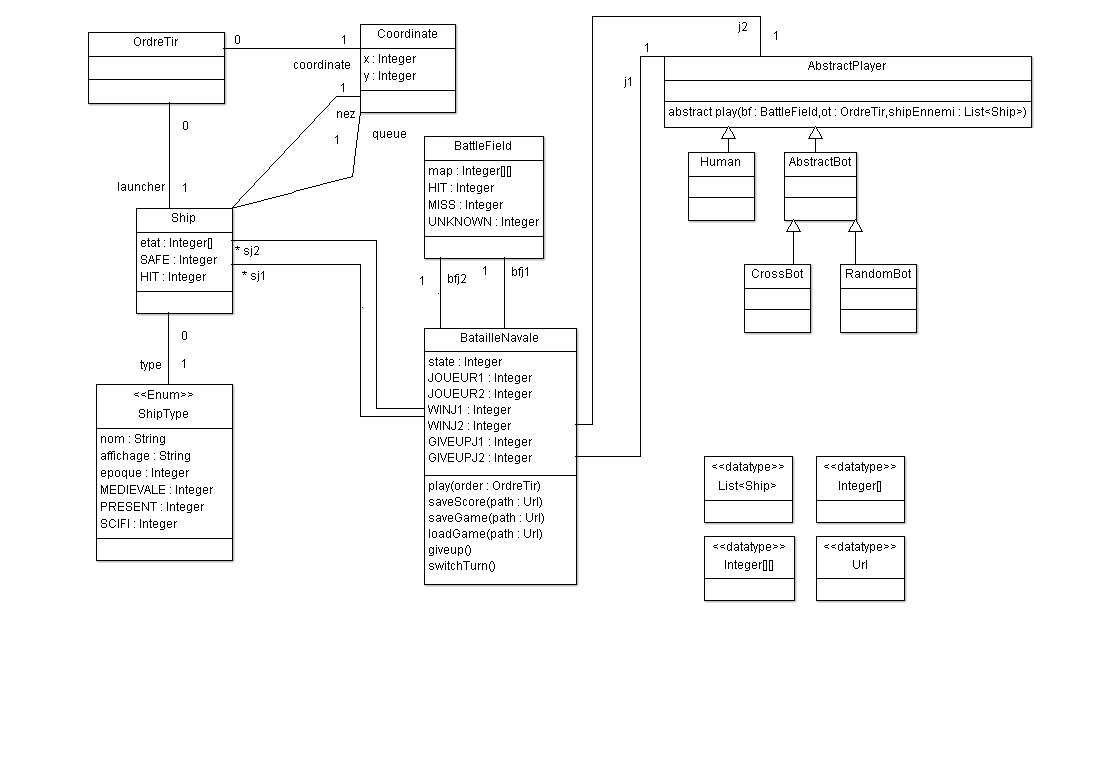 OrdreTir
0
1
coordinate
Coordinate
x : Integer
y : Integer
1
nez
1
queue
0
launcher
1
Ship
etat : Integer[]
SAFE : Integer
HIT : Integer
* sj2
* sj1
0
type
1
<<Enum>>
ShipType
nom : String
affichage : String
epoque : Integer
MEDIEVALE : Integer
PRESENT : Integer
SCIFI : Integer
BattleField
map : Integer[][]
HIT : Integer
MISS : Integer
UNKNOWN : Integer
1
bfj2
1
bfj1
BatailleNavale
state : Integer
JOUEUR1 : Integer
JOUEUR2 : Integer
WINJ1 : Integer
WINJ2 : Integer
GIVEUPJ1 : Integer
GIVEUPJ2 : Integer
play(order : OrdreTir)
saveScore(path : Url)
saveGame(path : Url)
loadGame(path : Url)
giveup()
switchTurn()
j2
1
1
j1
AbstractPlayer
abstract play(bf : BattleField,ot : OrdreTir,shipEnnemi : List<Ship>)
Human
AbstractBot
CrossBot
RandomBot
<<datatype>>
List<Ship>
<<datatype>>
Integer[]
<<datatype>>
Integer[][]
<<datatype>>
Url